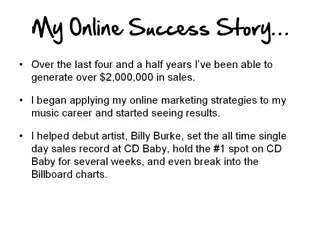 My Online Success Story...
• Over the last four and a half years I've been able to
generate over $2,000,000 in sales.
• I began applying my online marketing strategies to my
music career and started seeing results.
• I helped debut artist, Billy Burke, set the all time single
day sales record at CD Baby, hold the #1 spot on CD
Baby for several weeks, and even break into the
Billboard charts.